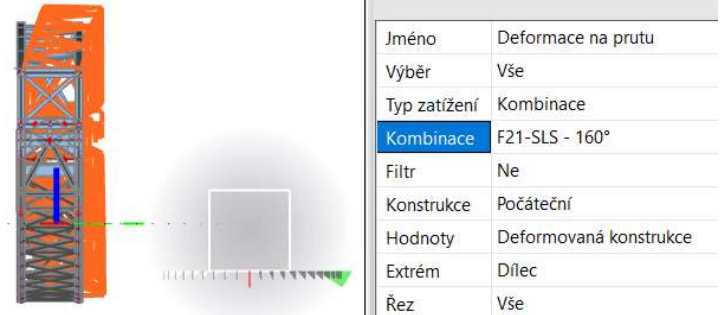 Jméno Deformace na prutu
Výběr Vše
Typ zatížení Kombinace
Kombinace F21-SLS - 160°
Filtr Ne
Konstrukce Počáteční
Hodnoty Deformovaná konstrukce
Extrém Dílec
Řez Vše